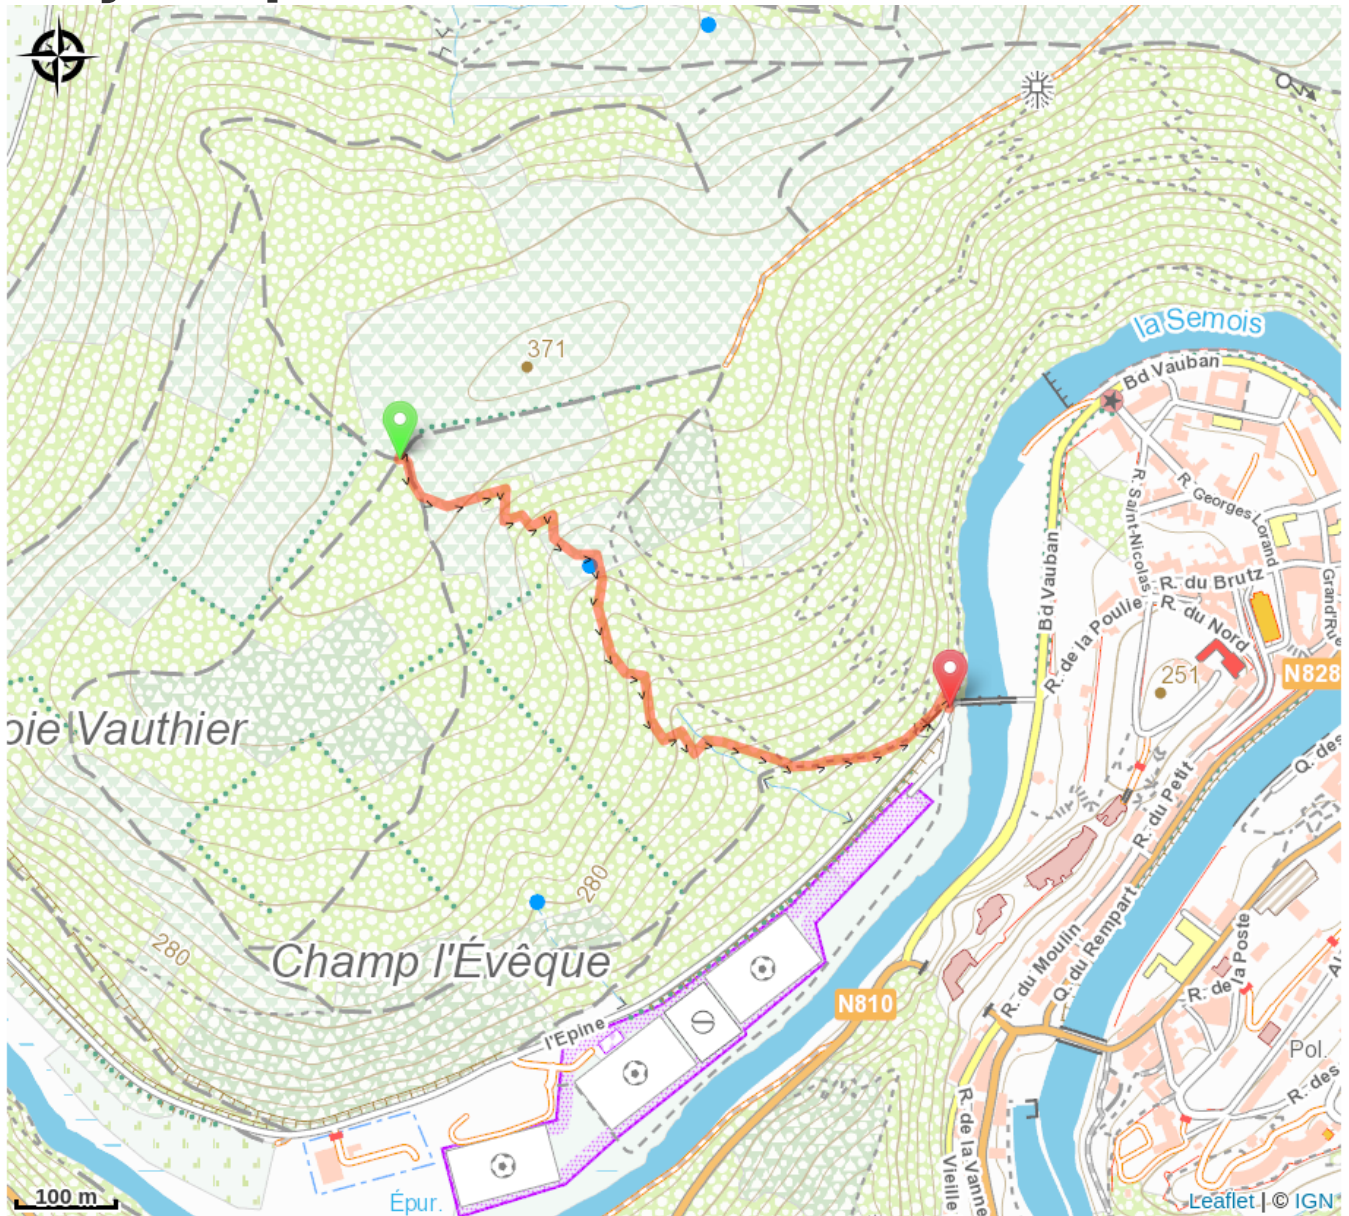 la Semois
Bd Vauban
371
R. Georges Lorand
R. Saint-Nicolas
Bd Vauban
R. du Brutz
Grand'Rue
R. de la Poulie
R. du Nord
251
N828
oie Vauthier
Q. des
R. du Petit
280
280
Champ l'Évêque
R. du Moulin
Q. du Rempart
R. de la Poste
N810
l'Epine
Pol.
R. des
R. de la Vanne
Vieille
100 m
Épur.
Leaflet | © IGN